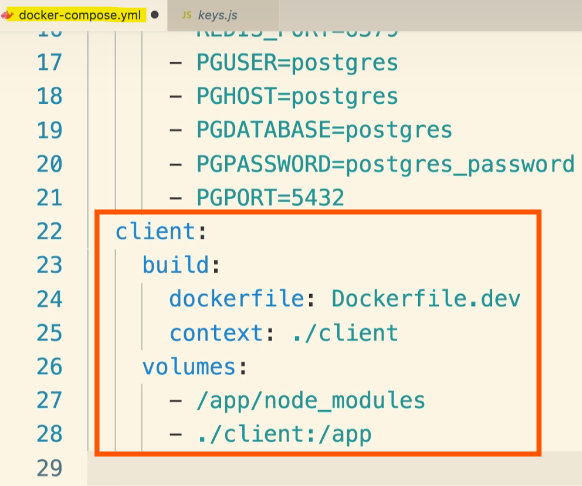 docker-compose.yml
JS keys.js
16 REDIS_PORT=6379
17 - PGUSER=postgres
18 - PGHOST=postgres
19 - PGDATABASE=postgres
20 - PGPASSWORD=postgres_password
21 - PGPORT=5432
22 client:
23 build:
24 dockerfile: Dockerfile.dev
25 context: ./client
26 volumes:
27 - /app/node_modules
28 - ./client:/app
29